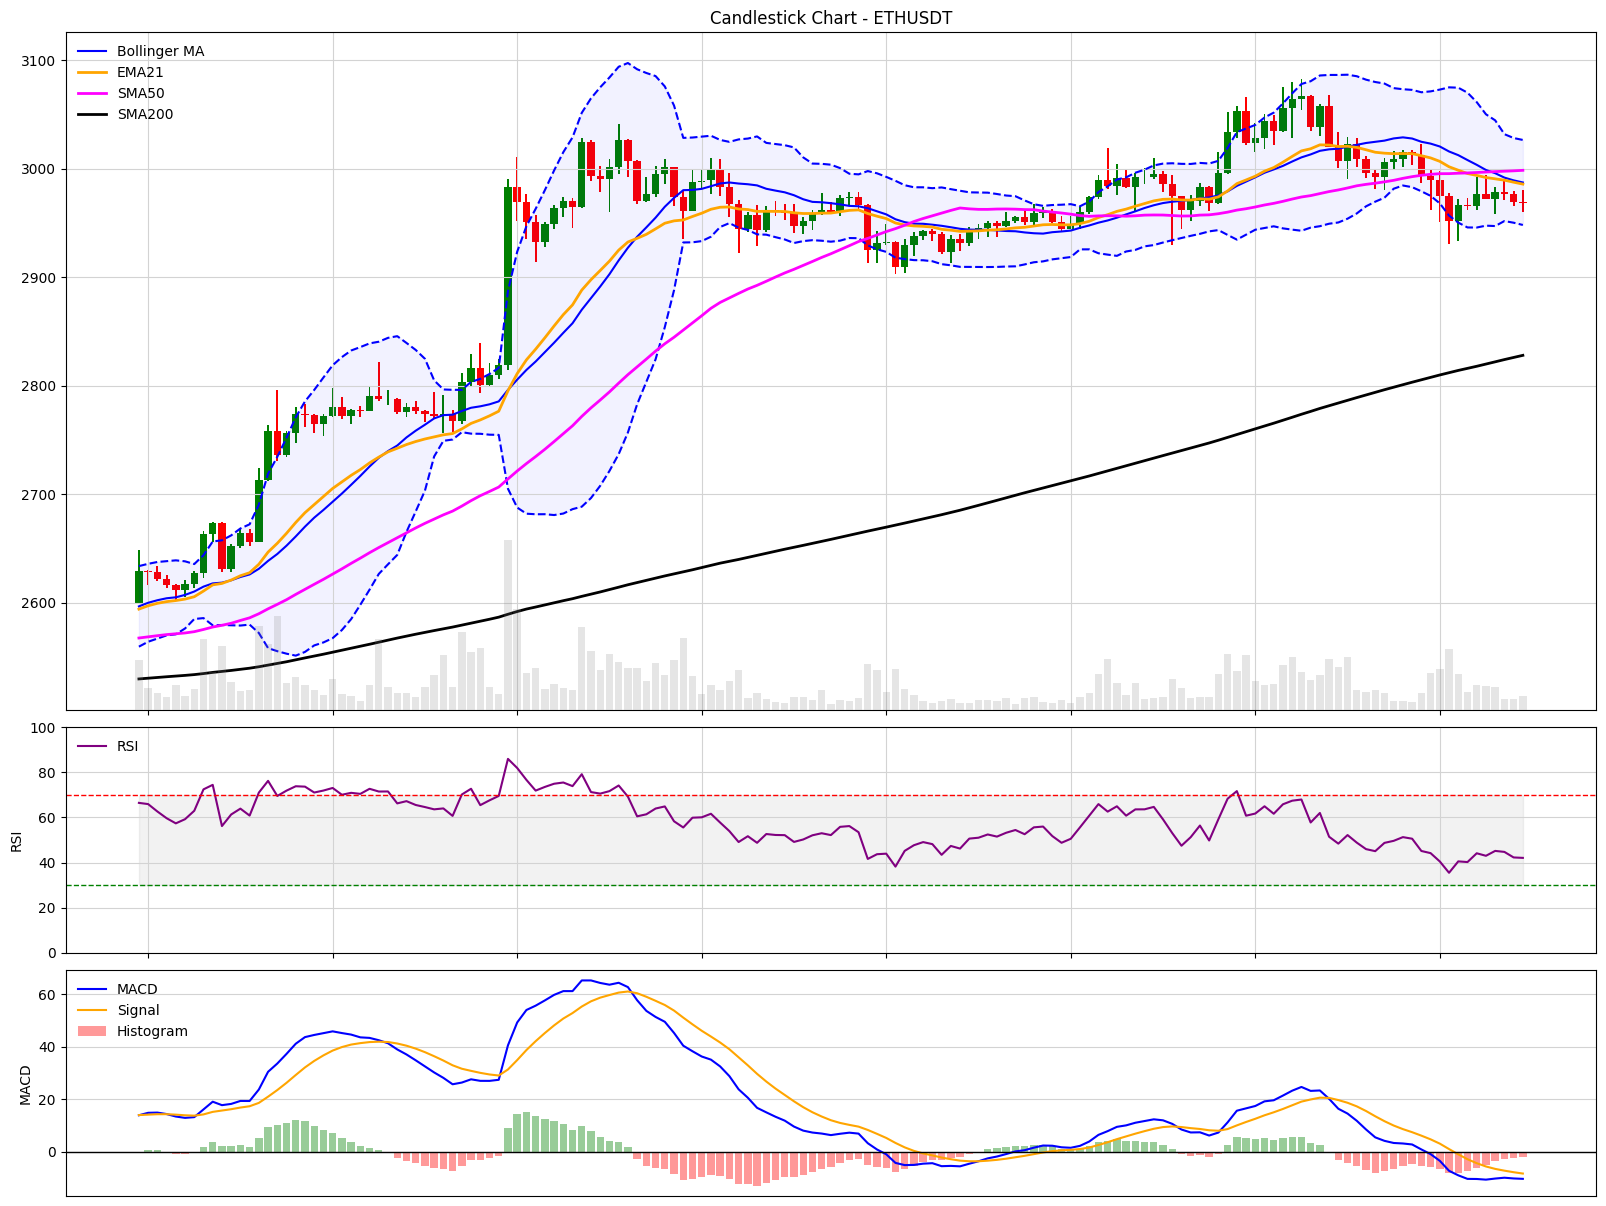 Candlestick Chart - ETHUSDT
Bollinger MA
EMA21
SMA50
SMA200
3100
3000
2900
2800
2700
2600
RSI
100
80
60
40
20
0
RSI
MACD
Signal
Histogram
60
40
20
0
MACD